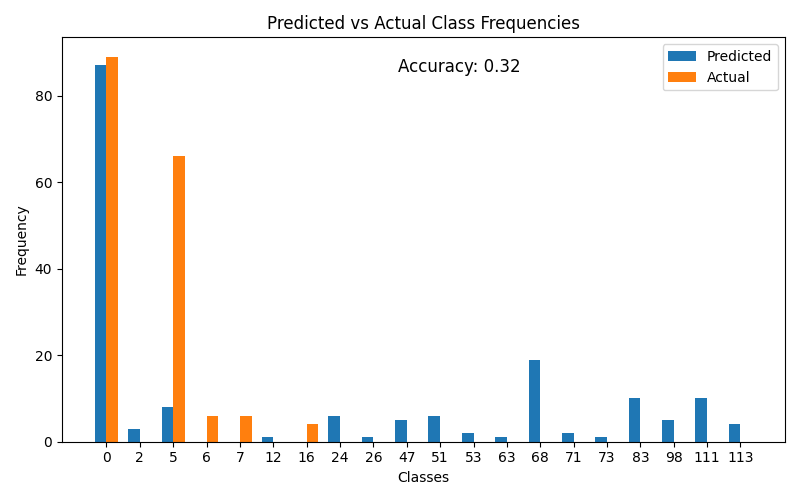 Predicted vs Actual Class Frequencies
Accuracy: 0.32
Predicted
Actual
Frequency
80
60
40
20
0
0 2 5 6 7 12 16 24 26 47 51 53 63 68 71 73 83 98 111 113
Classes